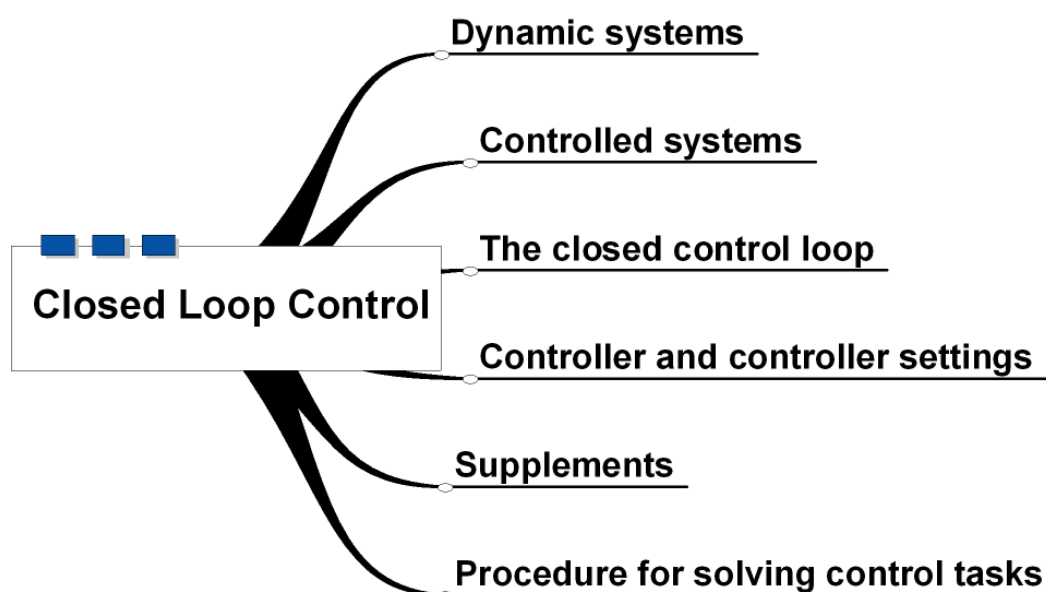 Dynamic systems
Controlled systems
The closed control loop
Closed Loop Control
Controller and controller settings
Supplements
Procedure for solving control tasks